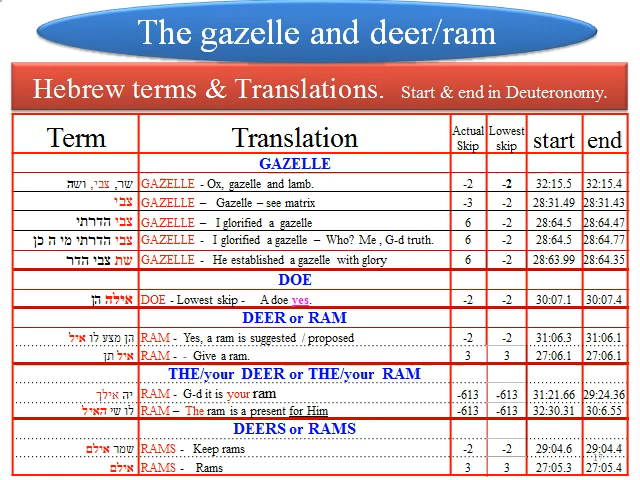 The gazelle and deer/ram
Hebrew terms & Translations. Start & end in Deuteronomy.
Term Translation Actual Skip Lowest skip start end
GAZELLE
שר, צבי, ושה GAZELLE - Ox, gazelle and lamb. -2 -2 32:15.5 32:15.4
צבי GAZELLE – Gazelle – see matrix -3 -2 28:31.49 28:31.43
צבי הדרתי GAZELLE – I glorified a gazelle 6 -2 28:64.5 28:64.47
צבי הדרתי מי ה כן GAZELLE - I glorified a gazelle – Who? Me , G-d truth. 6 -2 28:64.5 28:64.77
שת צבי הדר GAZELLE - He established a gazelle with glory 6 -2 28:63.99 28:64.35
DOE
אילה הן DOE - Lowest skip - A doe yes. -2 -2 30:07.1 30:07.4
DEER or RAM
הן מצע לו איל RAM - Yes, a ram is suggested / proposed -2 -2 31:06.3 31:06.1
איל תן RAM - - Give a ram. 3 3 27:06.1 27:06.1
THE/your DEER or THE/your RAM
יה אילך RAM - G-d it is your ram -613 -613 31:21.66 29:24.36
לו שי האיל RAM – The ram is a present for Him -613 -613 32:30.31 30:6.55
DEERS or RAMS
שמר אילם RAMS - Keep rams -2 -2 29:04.6 29:04.4
אילם RAMS - Rams 3 3 27:05.3 27:05.4